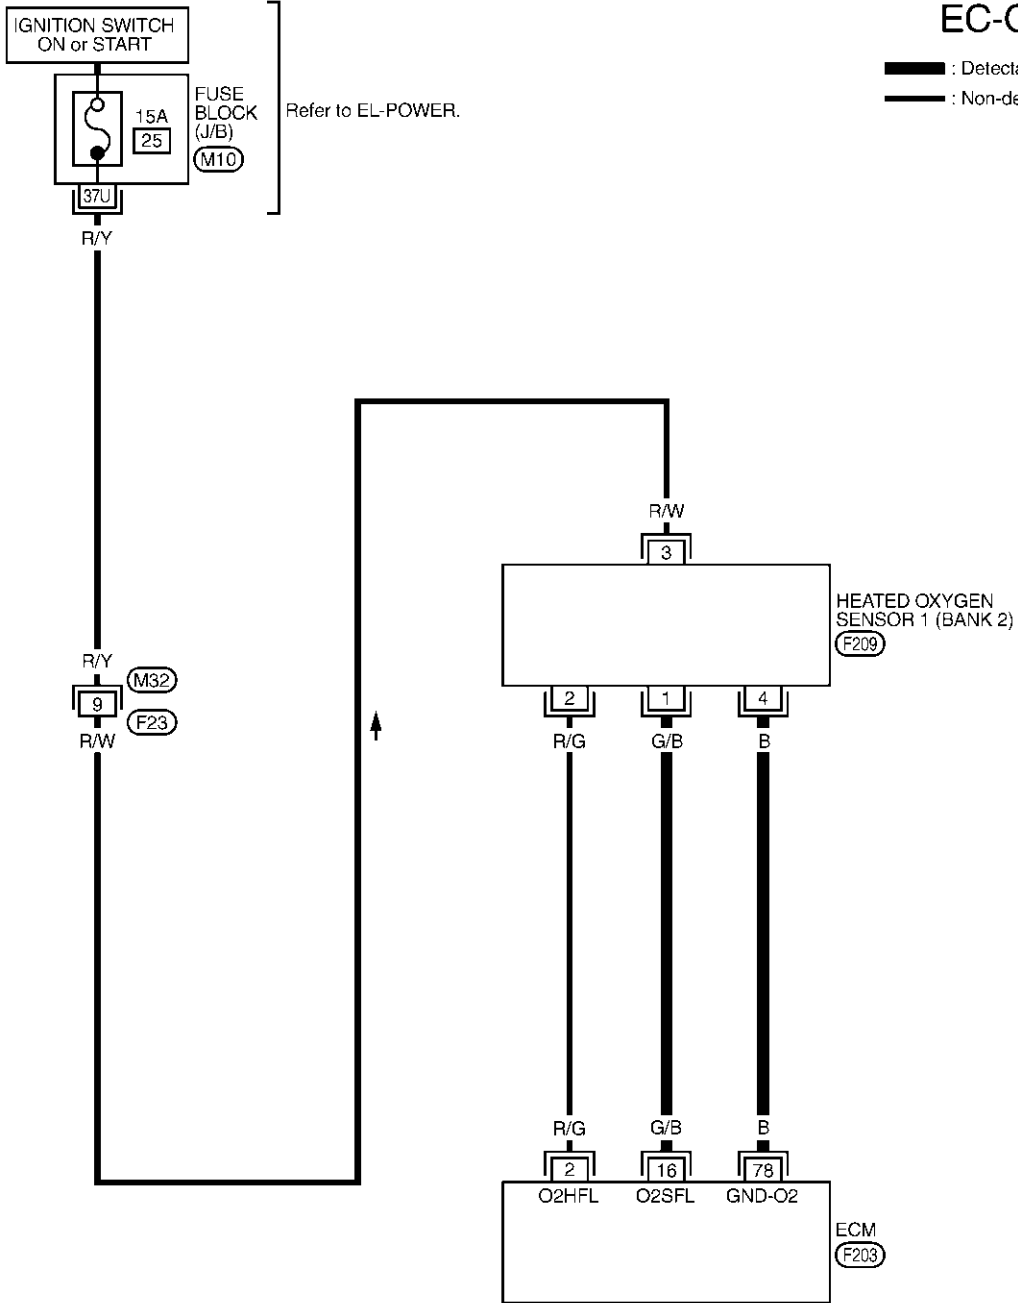 IGNITION SWITCH
ON or START
EC-O
: Detecta
: Non-de
FUSE
BLOCK
(J/B)
M10
15A
25
Refer to EL-POWER.
37U
R/Y
R/W
3
HEATED OXYGEN
SENSOR 1 (BANK 2)
F209
R/Y
M32
9
F23
R/W
2 1 4
R/G G/B B
R/G G/B B
2 16 78
O2HFL O2SFL GND-O2
ECM
F203